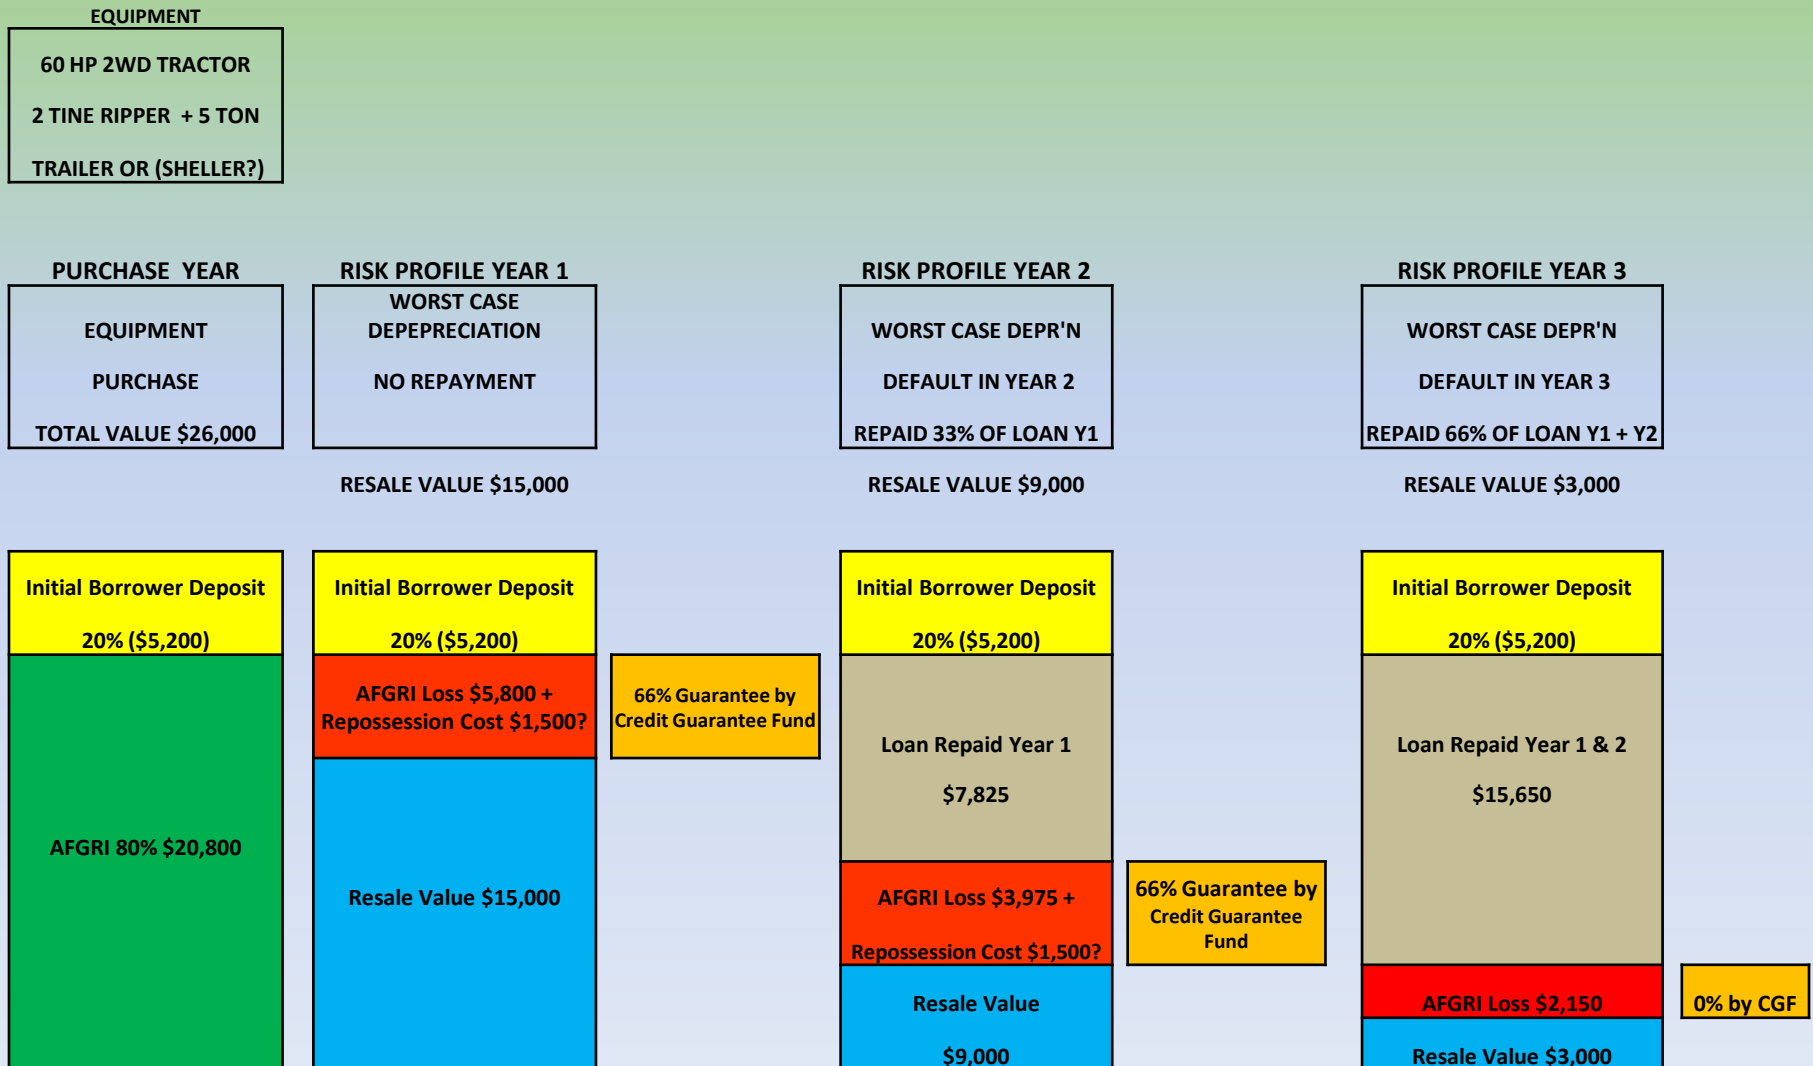 EQUIPMENT
60 HP 2WD TRACTOR
2 TINE RIPPER + 5 TON
TRAILER OR (SHELLER?)
PURCHASE YEAR
EQUIPMENT
PURCHASE
TOTAL VALUE $26,000
RISK PROFILE YEAR 1
WORST CASE
DEPEPRECIATION
NO REPAYMENT
RESALE VALUE $15,000
RISK PROFILE YEAR 2
WORST CASE DEPR'N
DEFAULT IN YEAR 2
REPAID 33% OF LOAN Y1
RESALE VALUE $9,000
RISK PROFILE YEAR 3
WORST CASE DEPR'N
DEFAULT IN YEAR 3
REPAID 66% OF LOAN Y1 + Y2
RESALE VALUE $3,000
Initial Borrower Deposit
20% ($5,200)
AFGRI 80% $20,800
Initial Borrower Deposit
20% ($5,200)
AFGRI Loss $5,800 +
Repossession Cost $1,500?
Resale Value $15,000
66% Guarantee by
Credit Guarantee Fund
Initial Borrower Deposit
20% ($5,200)
Loan Repaid Year 1
$7,825
AFGRI Loss $3,975 +
Repossession Cost $1,500?
Resale Value
$9,000
66% Guarantee by
Credit Guarantee
Fund
Initial Borrower Deposit
20% ($5,200)
Loan Repaid Year 1 & 2
$15,650
AFGRI Loss $2,150
Resale Value $3,000
0% by CGF